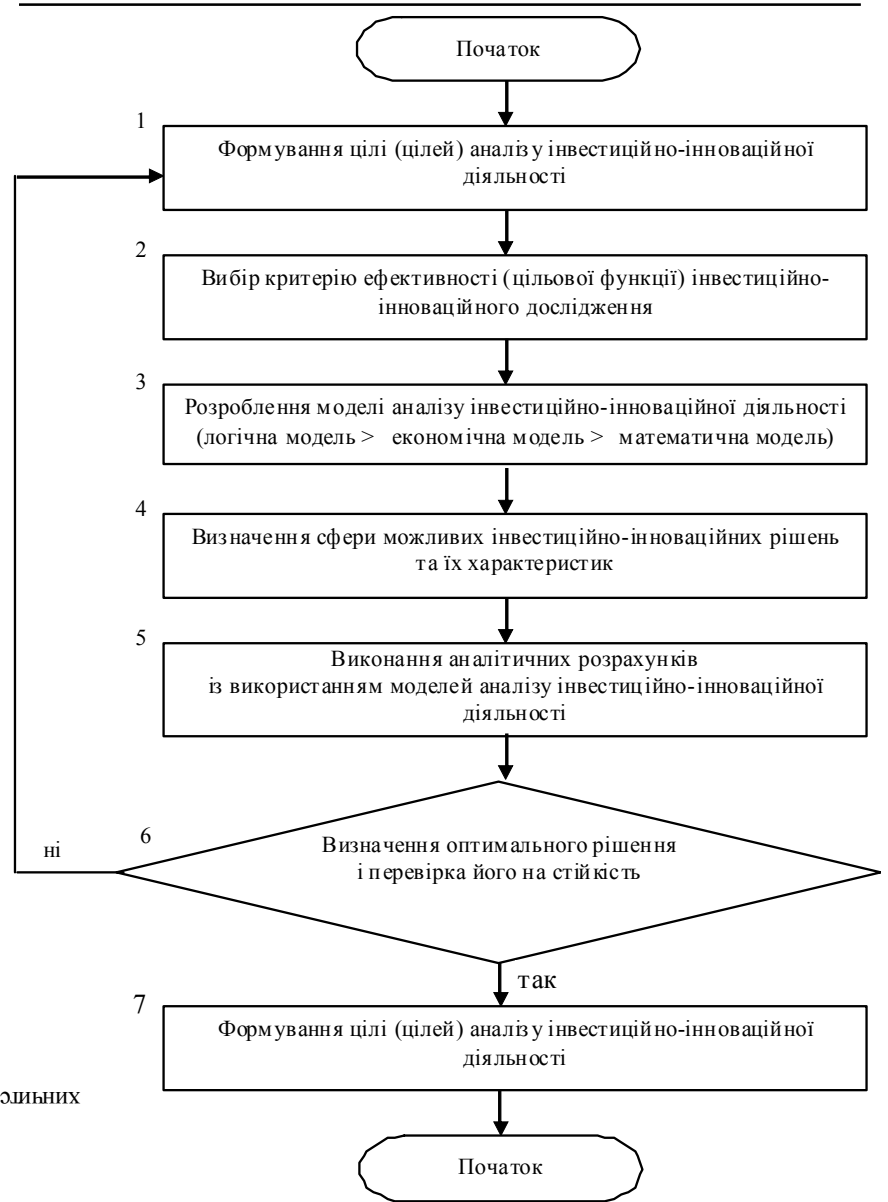 Початок
1
Формування цілі (цілей) аналізу інвестиційно-інноваційної
діяльності
2
Вибір критерію ефективності (цільової функції) інвестиційно-
інноваційного дослідження
3
Розроблення моделі аналізу інвестиційно-інноваційної діяльності
(логічна модель > економічна модель > математична модель)
4
Визначення сфери можливих інвестиційно-інноваційних рішень
та їх характеристик
5
Виконання аналітичних розрахунків
із використанням моделей аналізу інвестиційно-інноваційної
діяльності
6
ні
Визначення оптимального рішення
і перевірка його на стійкість
так
7
Формування цілі (цілей) аналізу інвестиційно-інноваційної
діяльності
Початок